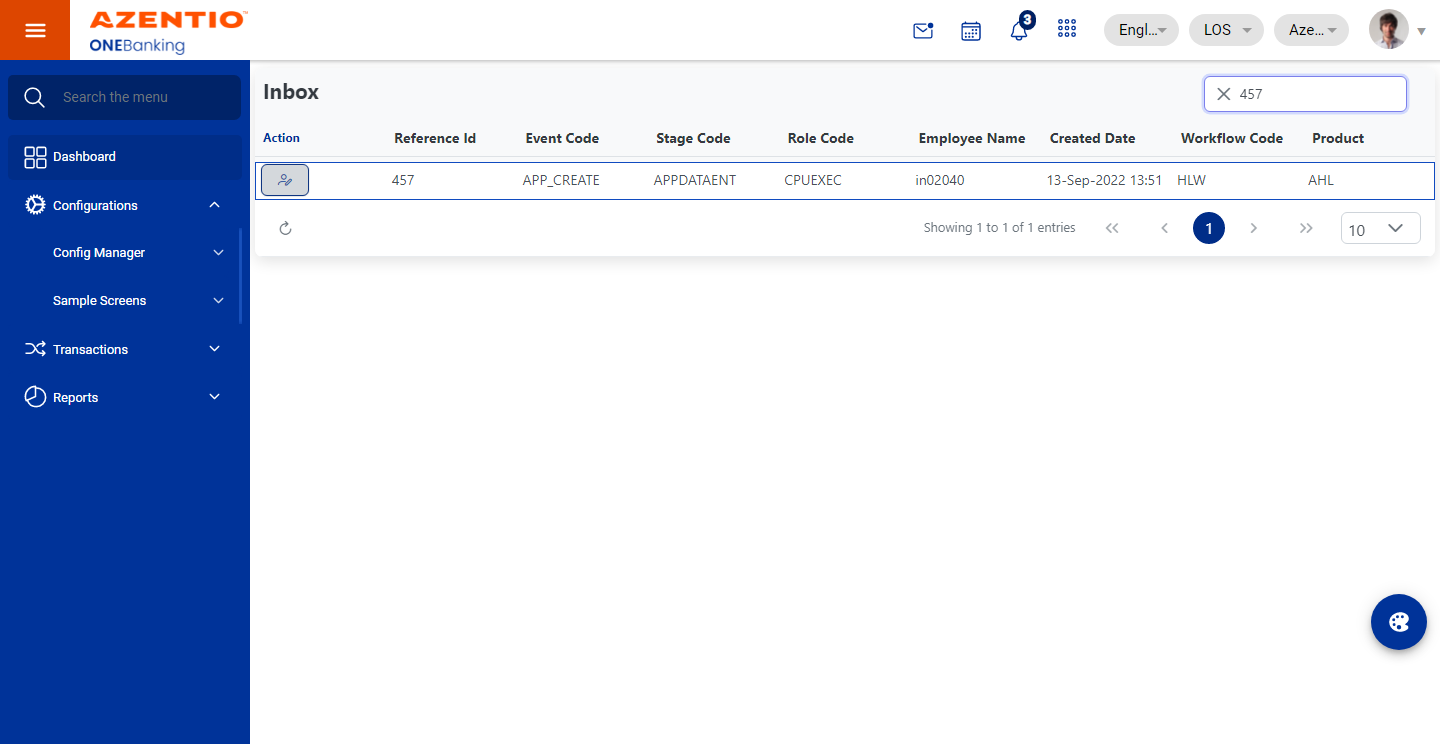 AZENTIO™
ONEBanking
3
Engl...
LOS
Aze...
Search the menu
Dashboard
Configurations
Config Manager
Sample Screens
Transactions
Reports
Inbox
457
Action Reference Id Event Code Stage Code Role Code Employee Name Created Date Workflow Code Product
457 APP_CREATE APPDATAENT CPUEXEC in02040 13-Sep-2022 13:51 HLW AHL
Showing 1 to 1 of 1 entries
1
10